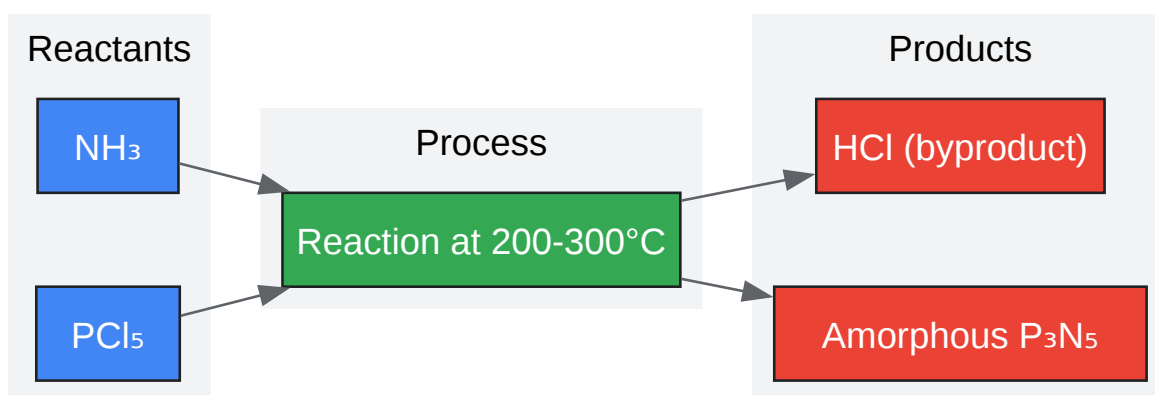 Reactants
NH₃
PCl₅
Process
Reaction at 200-300°C
Products
HCl (byproduct)
Amorphous P₃N₅